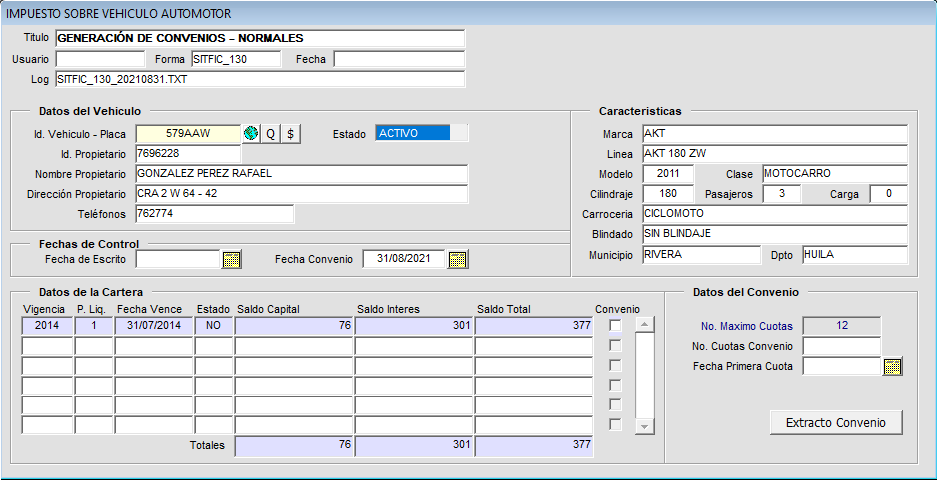 IMPUESTO SOBRE VEHICULO AUTOMOTOR
Titulo GENERACIÓN DE CONVENIOS – NORMALES
Usuario Forma SITFIC_130 Fecha
Log SITFIC_130_20210831.TXT
Datos del Vehiculo
Id. Vehiculo - Placa 579AAW Q $ Estado ACTIVO
Id. Propietario 7696228
Nombre Propietario GONZALEZ PEREZ RAFAEL
Dirección Propietario CRA 2 W 64 - 42
Teléfonos 762774
Caracteristicas
Marca AKT
Linea AKT 180 ZW
Modelo 2011 Clase MOTOCARRO
Cilindraje 180 Pasajeros 3 Carga 0
Carroceria CICLOMOTO
Blindado SIN BLINDAJE
Municipio RIVERA Dpto HUILA
Fechas de Control
Fecha de Escrito Fecha Convenio 31/08/2021
Datos de la Cartera
Vigencia P. Liq. Fecha Vence Estado Saldo Capital Saldo Interes Saldo Total Convenio
2014 1 31/07/2014 NO 76 301 377
Totales 76 301 377
Datos del Convenio
No. Maximo Cuotas 12
No. Cuotas Convenio
Fecha Primera Cuota
Extracto Convenio